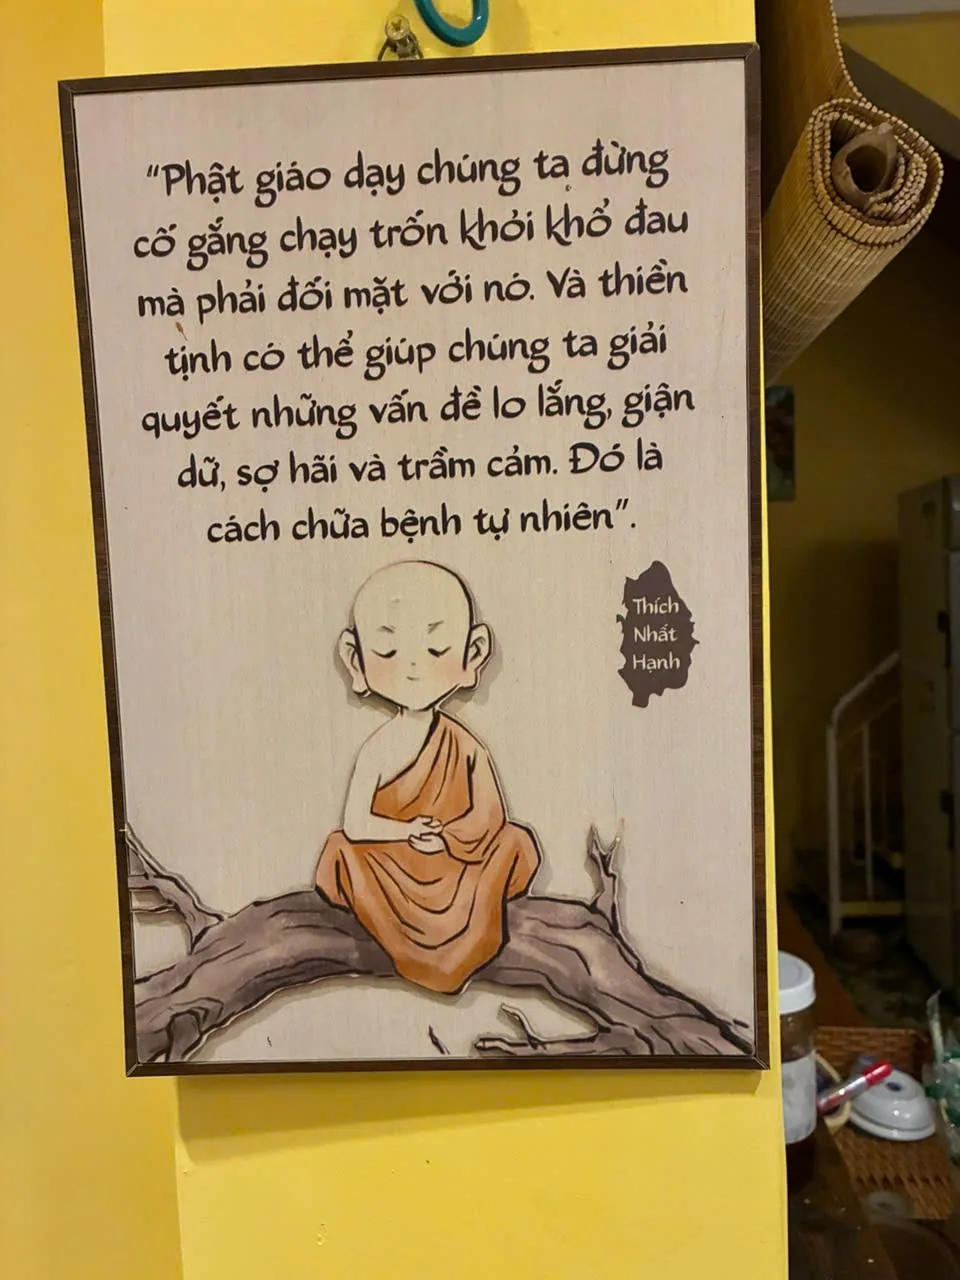 “Phật giáo dạy chúng ta đừng
cố gắng chạy trốn khỏi khổ đau
mà phải đối mặt với nó. Và thiền
tịnh có thể giúp chúng ta giải
quyết những vấn đề lo lắng, giận
dữ, sợ hãi và trầm cảm. Đó là
cách chữa bệnh tự nhiên”.
Thích
Nhất
Hạnh